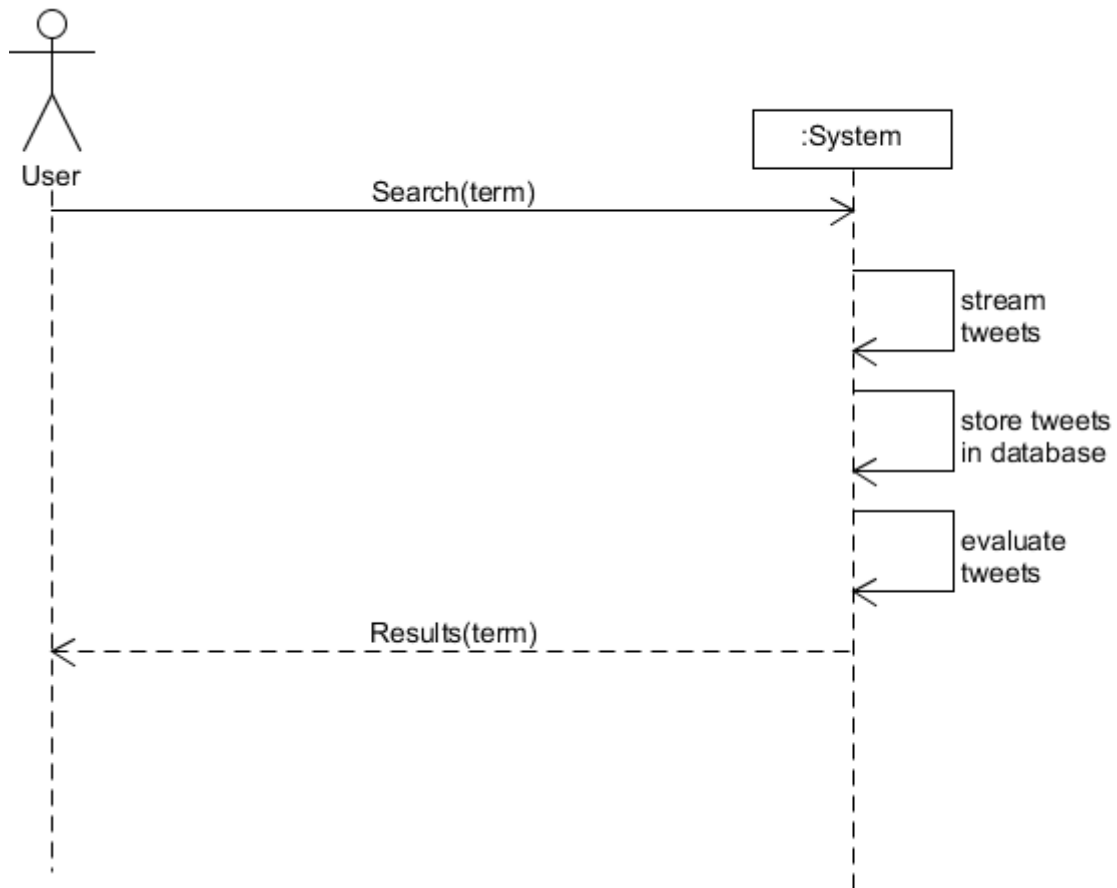 :System
User
Search(term)
stream
tweets
store tweets
in database
evaluate
tweets
Results(term)